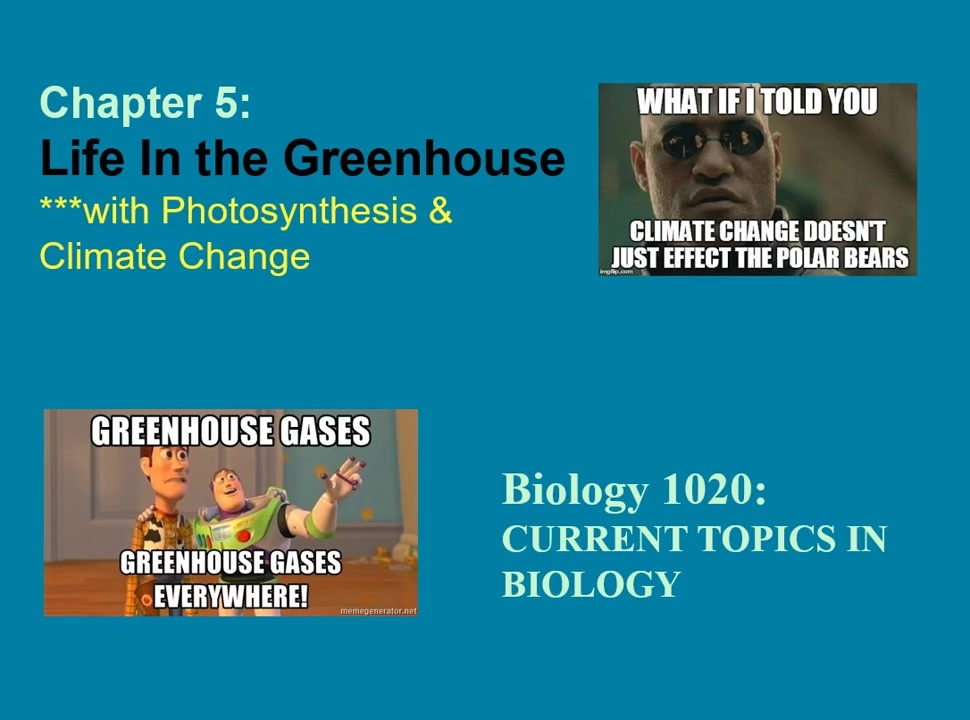 Chapter 5:
Life In the Greenhouse
***with Photosynthesis &
Climate Change
WHAT IF I TOLD YOU
CLIMATE CHANGE DOESN'T
JUST EFFECT THE POLAR BEARS
imgflip.com
GREENHOUSE GASES
GREENHOUSE GASES
EVERYWHERE!
memegenerator.net
Biology 1020:
CURRENT TOPICS IN
BIOLOGY